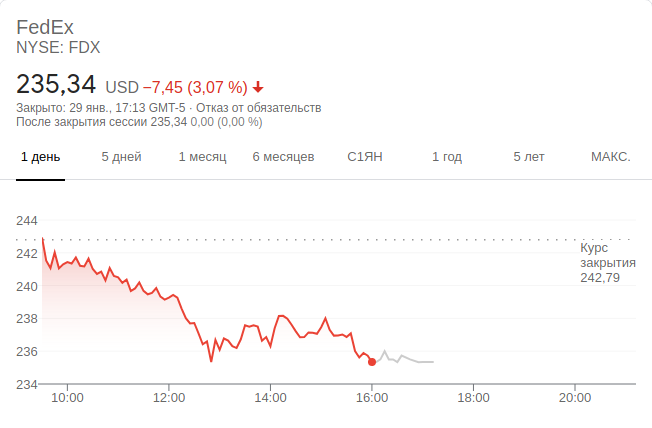 FedEx
NYSE: FDX
235,34 USD −7,45 (3,07 %)
Закрыто: 29 янв., 17:13 GMT-5 · Отказ от обязательств
После закрытия сессии 235,34 0,00 (0,00 %)
1 день 5 дней 1 месяц 6 месяцев С1ЯН 1 год 5 лет МАКС.
244
242
240
238
236
234
Курс
закрытия
242,79
10:00 12:00 14:00 16:00 18:00 20:00